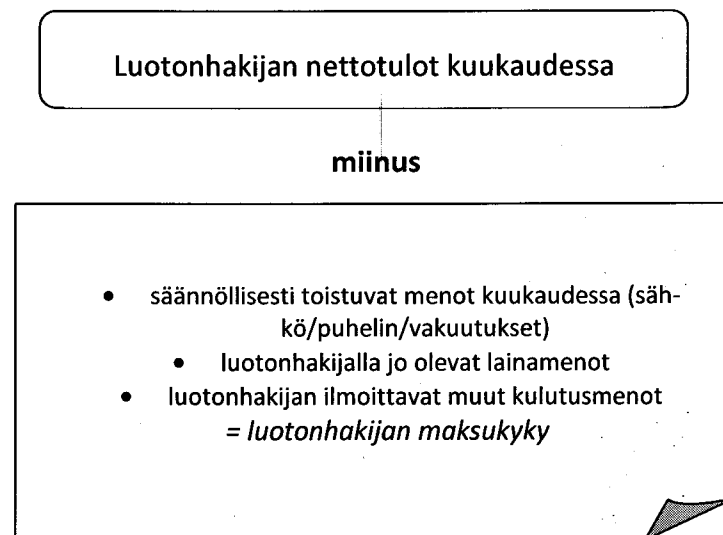 Luotonhakijan nettotulot kuukaudessa
miinus
• säännöllisesti toistuvat menot kuukaudessa (säh-
kö/puhelin/vakuutukset)
• luotonhakijalla jo olevat lainamenot
• luotonhakijan ilmoittavat muut kulutusmenot
= luotonhakijan maksukyky